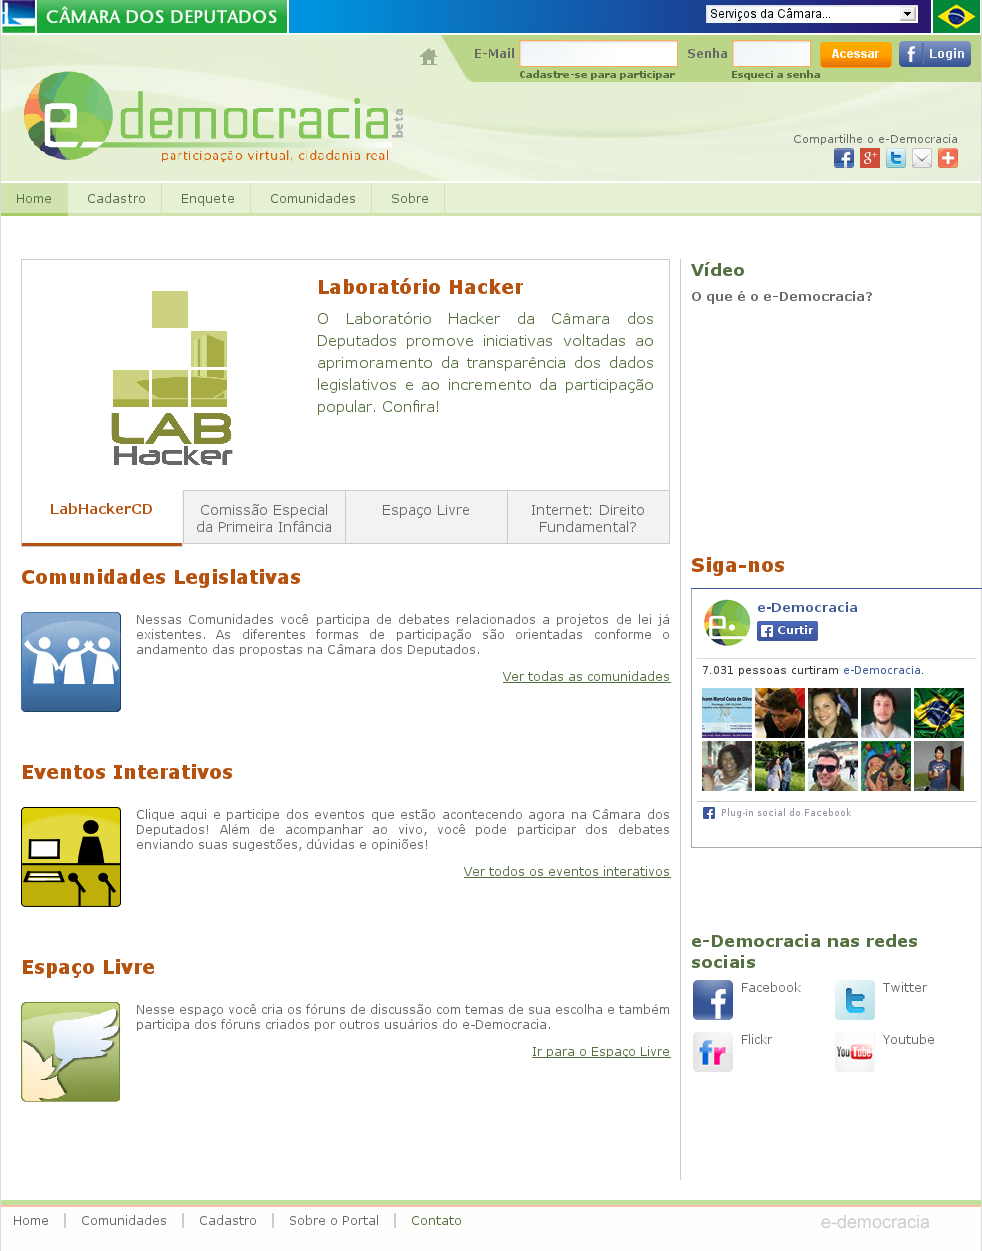 CÂMARA DOS DEPUTADOS
Serviços da Câmara...
E-Mail
Senha
Acessar
Login
Cadastre-se para participar
Esqueci a senha
e democracia beta
participação virtual, cidadania real
Compartilhe o e-Democracia
Home
Cadastro
Enquete
Comunidades
Sobre
LAB
Hacker
Laboratório Hacker
O Laboratório Hacker da Câmara dos
Deputados promove iniciativas voltadas ao
aprimoramento da transparência dos dados
legislativos e ao incremento da participação
popular. Confira!
LabHackerCD
Comissão Especial
da Primeira Infância
Espaço Livre
Internet: Direito
Fundamental?
Comunidades Legislativas
Nessas Comunidades você participa de debates relacionados a projetos de lei já
existentes. As diferentes formas de participação são orientadas conforme o
andamento das propostas na Câmara dos Deputados.
Ver todas as comunidades
Eventos Interativos
Clique aqui e participe dos eventos que estão acontecendo agora na Câmara dos
Deputados! Além de acompanhar ao vivo, você pode participar dos debates
enviando suas sugestões, dúvidas e opiniões!
Ver todos os eventos interativos
Espaço Livre
Nesse espaço você cria os fóruns de discussão com temas de sua escolha e também
participa dos fóruns criados por outros usuários do e-Democracia.
Ir para o Espaço Livre
Vídeo
O que é o e-Democracia?
Siga-nos
e-Democracia
Curtir
7.031 pessoas curtiram e-Democracia.
Plug-in social do Facebook
e-Democracia nas redes
sociais
Facebook
Twitter
Flickr
You Tube
Youtube
Home
Comunidades
Cadastro
Sobre o Portal
Contato
e-democracia